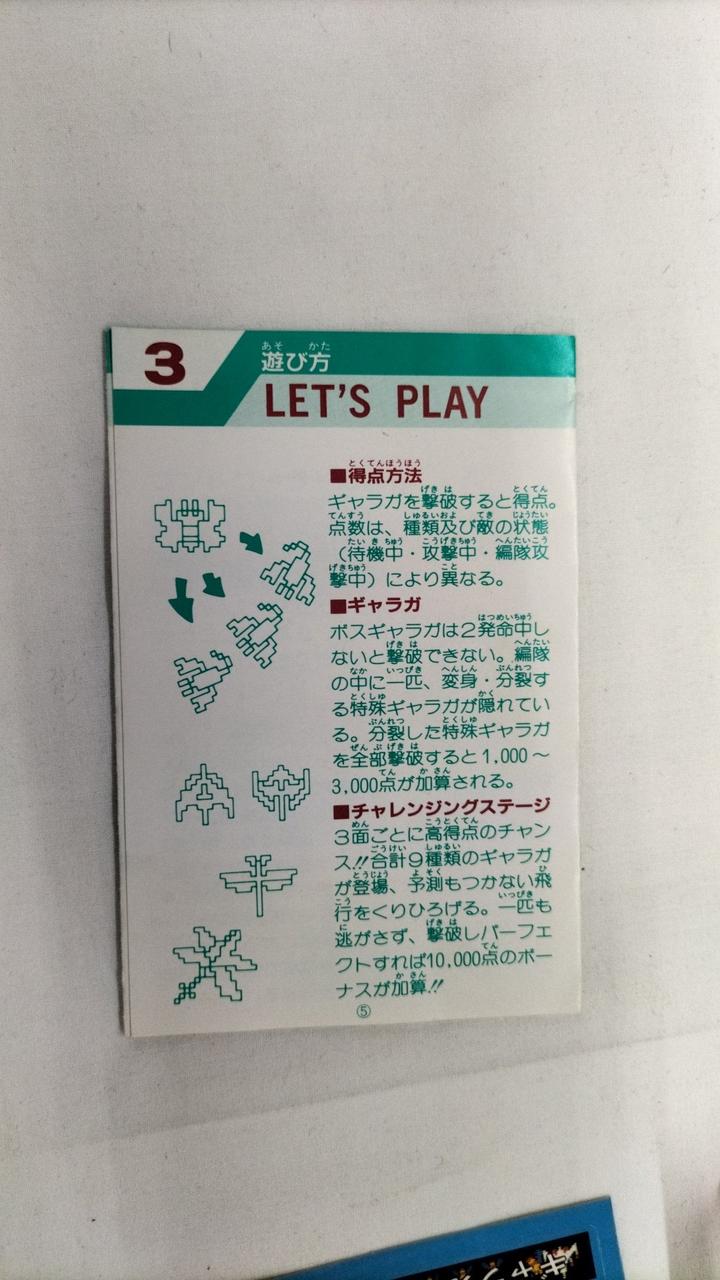 3
遊び方
LET'S PLAY
■得点方法
ギャラガを撃破すると得点。
点数は、種類及び敵の状態
（待機中・攻撃中・編隊攻
撃中）により異なる。
■ギャラガ
ボスギャラガは2発命中し
ないと撃破できない。編隊
の中に一匹、変身・分裂す
る特殊ギャラガが隠れてい
る。分裂した特殊ギャラガ
を全部撃破すると1,000〜
3,000点が加算される。
■チャレンジングステージ
3面ごとに高得点のチャン
ス!!合計9種類のギャラガ
が登場、予測もつかない飛
行をくりひろげる。一匹も
逃がさず、撃破しパーフェ
クトすれば10,000点のボー
ナスが加算!!
⑤